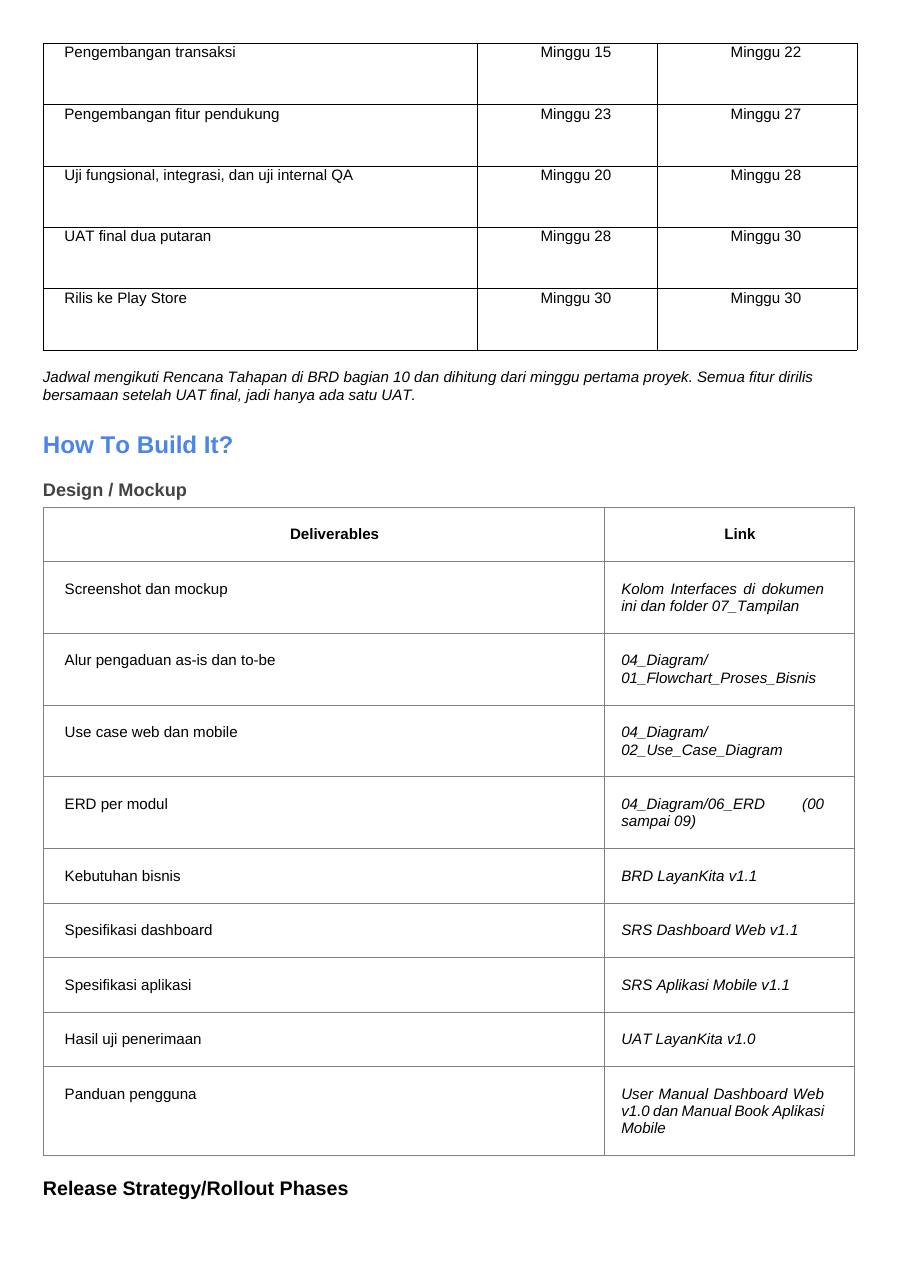 Pengembangan transaksi Minggu 15 Minggu 22
Pengembangan fitur pendukung Minggu 23 Minggu 27
Uji fungsional, integrasi, dan uji internal QA Minggu 20 Minggu 28
UAT final dua putaran Minggu 28 Minggu 30
Rilis ke Play Store Minggu 30 Minggu 30
Jadwal mengikuti Rencana Tahapan di BRD bagian 10 dan dihitung dari minggu pertama proyek. Semua fitur dirilis
bersamaan setelah UAT final, jadi hanya ada satu UAT.
How To Build It?
Design / Mockup
Deliverables Link
Screenshot dan mockup Kolom Interfaces di dokumen
ini dan folder 07_Tampilan
Alur pengaduan as-is dan to-be 04_Diagram/
01_Flowchart_Proses_Bisnis
Use case web dan mobile 04_Diagram/
02_Use_Case_Diagram
ERD per modul 04_Diagram/06_ERD (00
sampai 09)
Kebutuhan bisnis BRD LayanKita v1.1
Spesifikasi dashboard SRS Dashboard Web v1.1
Spesifikasi aplikasi SRS Aplikasi Mobile v1.1
Hasil uji penerimaan UAT LayanKita v1.0
Panduan pengguna User Manual Dashboard Web
v1.0 dan Manual Book Aplikasi
Mobile
Release Strategy/Rollout Phases